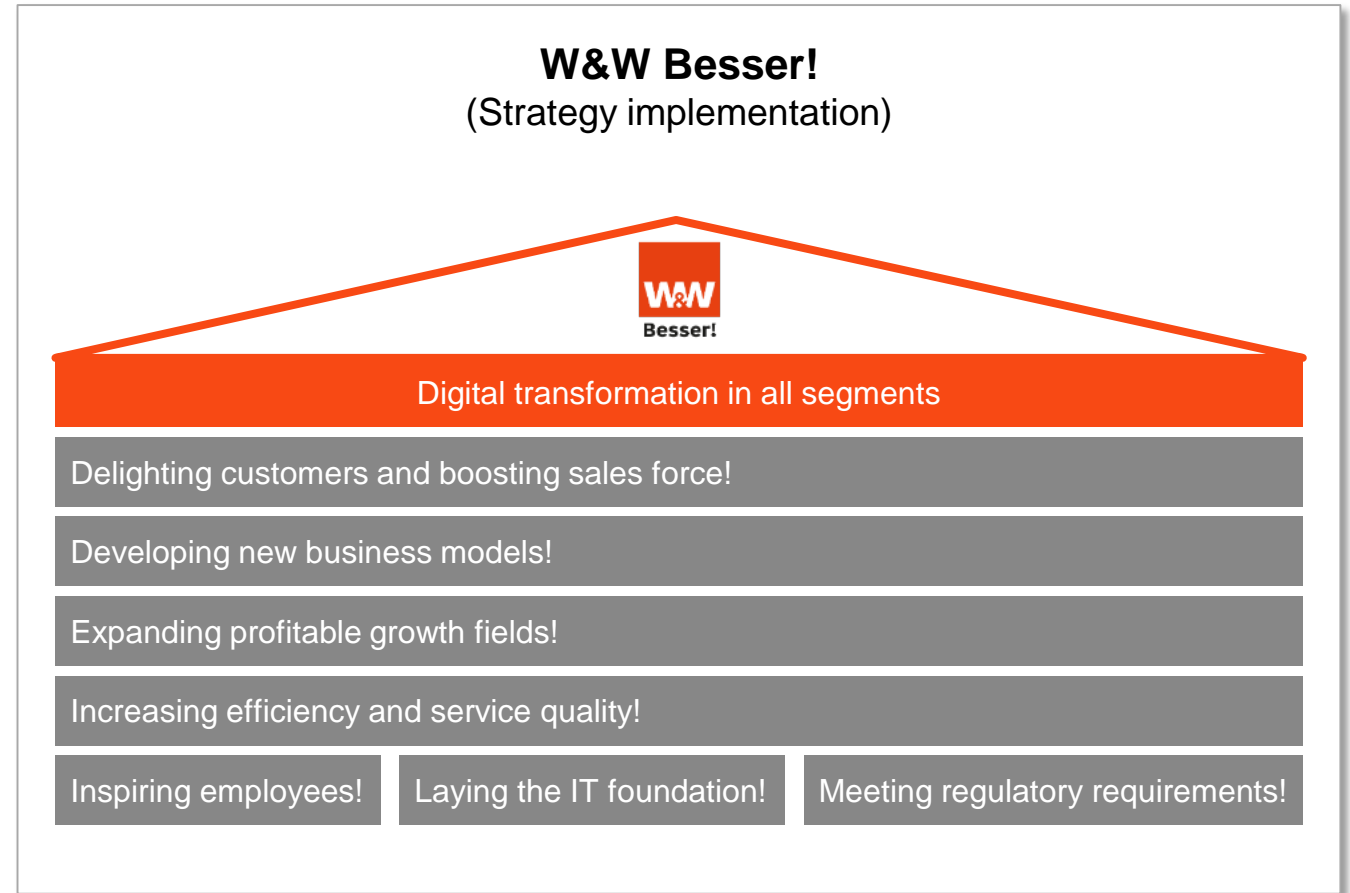 W&W Besser!
(Strategy implementation)
W&W
Besser!
Digital transformation in all segments
Delighting customers and boosting sales force!
Developing new business models!
Expanding profitable growth fields!
Increasing efficiency and service quality!
Inspiring employees!
Laying the IT foundation!
Meeting regulatory requirements!